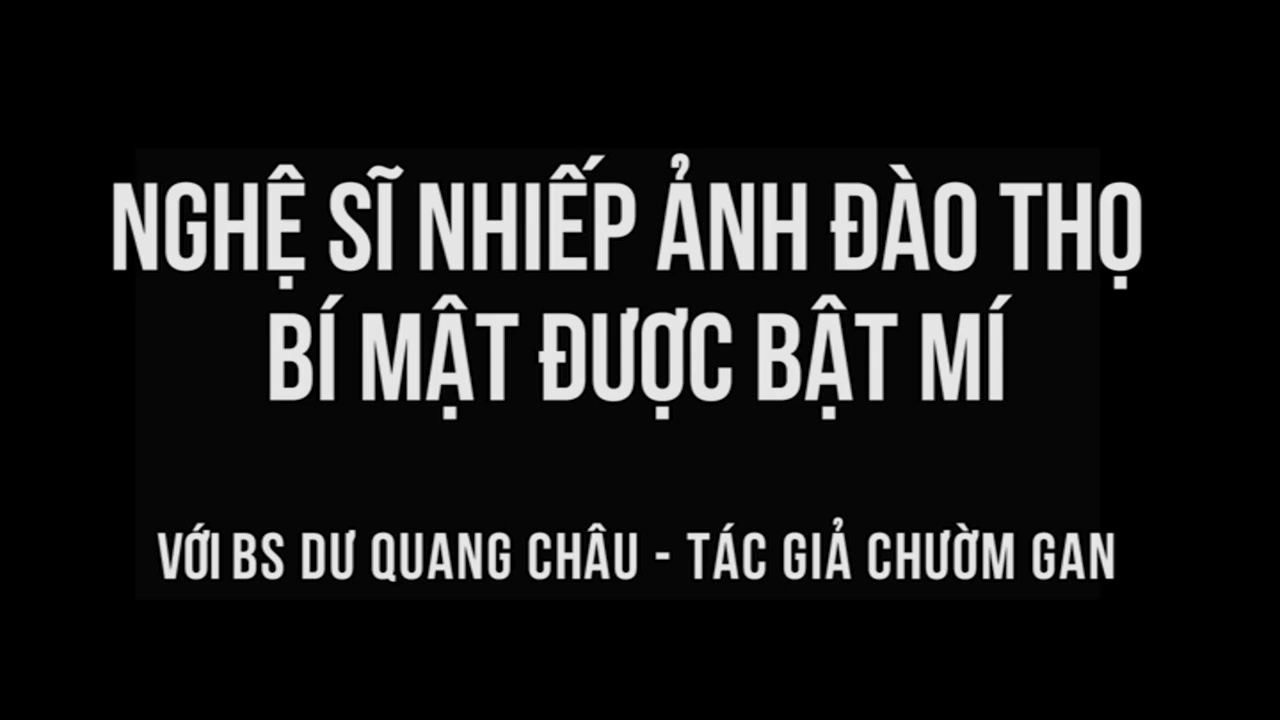 NGHỆ SĨ NHIẾP ẢNH ĐÀO THỌ
BÍ MẬT ĐƯỢC BẬT MÍ
VỚI BS DƯ QUANG CHÂU - TÁC GIẢ CHƯỜM GAN